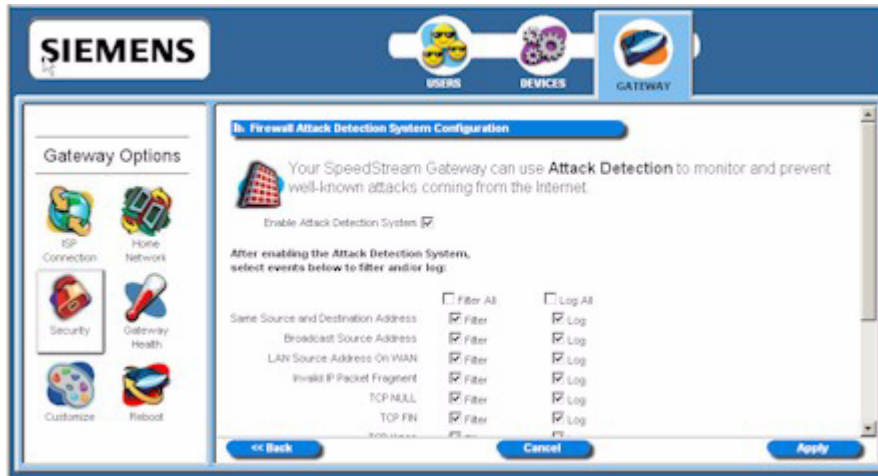 SIEMENS
USERS
DEVICES
GATEWAY
Gateway Options
ISP Connection
Home Network
Security
Gateway Health
Customize
Reboot
Firewall Attack Detection System Configuration
Your SpeedStream Gateway can use Attack Detection to monitor and prevent
well-known attacks coming from the Internet.
Enable Attack Detection System
After enabling the Attack Detection System,
select events below to filter and/or log:
Filter All Log All
Same Source and Destination Address Filter Log
Broadcast Source Address Filter Log
LAN Source Address On WAN Filter Log
Invalid IP Packet Fragment Filter Log
TCP NULL Filter Log
TCP FIN Filter Log
<< Back Cancel Apply